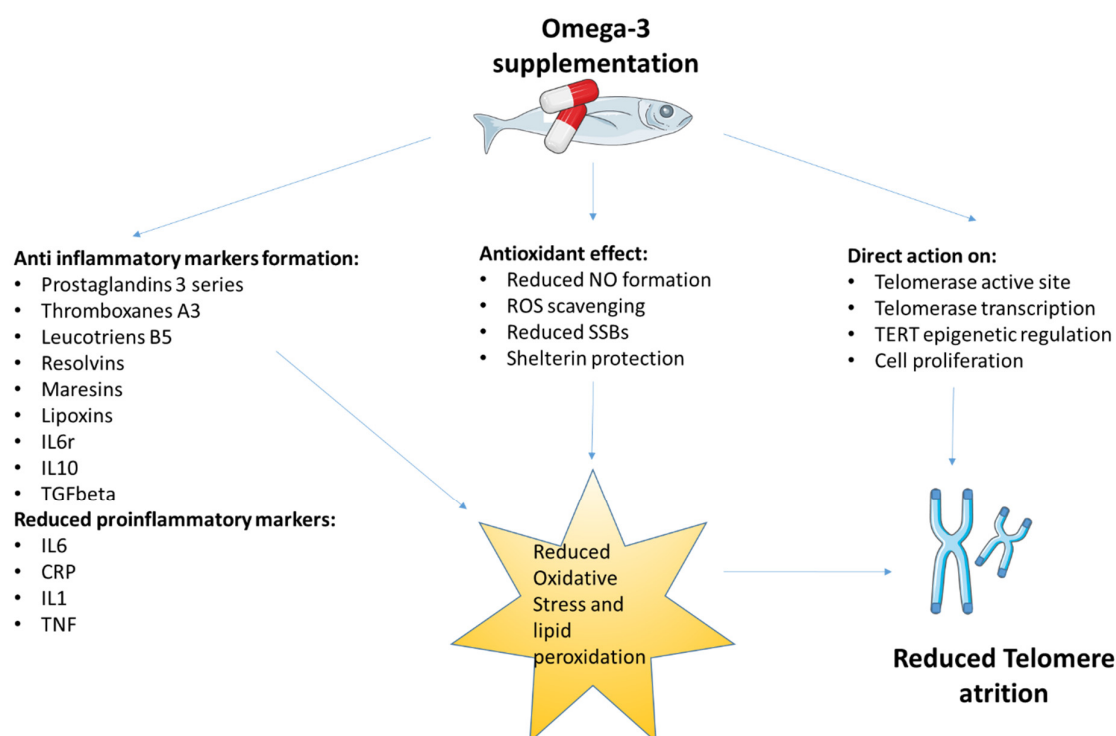 Omega-3
supplementation
Anti inflammatory markers formation:
• Prostaglandins 3 series
• Thromboxanes A3
• Leucotriens B5
• Resolvins
• Maresins
• Lipoxins
• IL6r
• IL10
• TGFbeta
Reduced proinflammatory markers:
• IL6
• CRP
• IL1
• TNF
Antioxidant effect:
• Reduced NO formation
• ROS scavenging
• Reduced SSBs
• Shelterin protection
Direct action on:
• Telomerase active site
• Telomerase transcription
• TERT epigenetic regulation
• Cell proliferation
Reduced
Oxidative
Stress and
lipid
peroxidation
Reduced Telomere
atrition